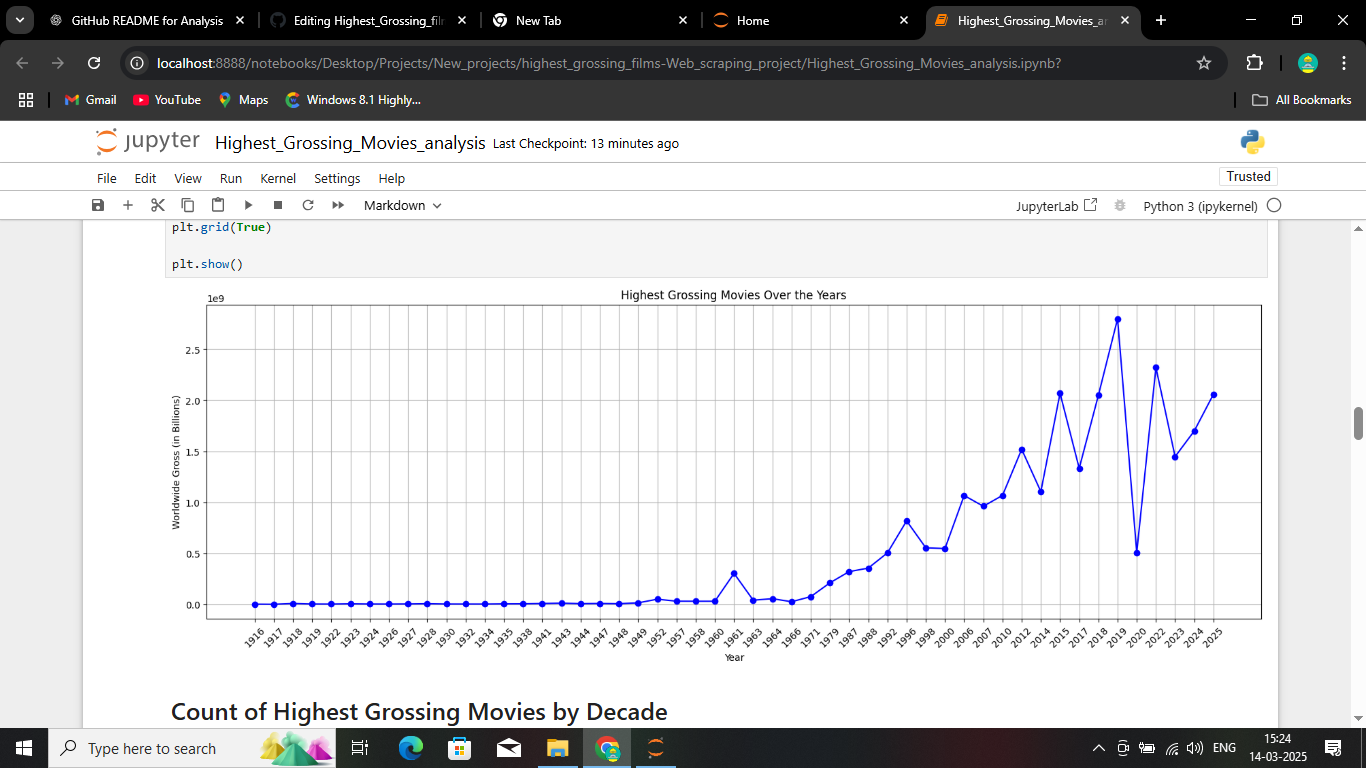 GitHub README for Analysis
Editing Highest_Grossing_fil
New Tab
Home
Highest_Grossing_Movies_an
localhost:8888/notebooks/Desktop/Projects/New_projects/highest_grossing_films-Web_scraping_project/Highest_Grossing_Movies_analysis.ipynb?
Gmail YouTube Maps Windows 8.1 Highly... All Bookmarks
jupyter Highest_Grossing_Movies_analysis Last Checkpoint: 13 minutes ago
File Edit View Run Kernel Settings Help Trusted
Markdown JupyterLab Python 3 (ipykernel)
plt.grid(True)
plt.show()
Highest Grossing Movies Over the Years
1e9
2.5
2.0
1.5
1.0
0.5
0.0
Worldwide Gross (in Billions)
1916 1917 1918 1919 1922 1923 1924 1926 1927 1928 1930 1932 1934 1935 1938 1941 1943 1944 1947 1948 1949 1952 1957 1958 1960 1961 1963 1964 1966 1971 1979 1987 1988 1992 1996 1998 2000 2006 2007 2010 2012 2014 2015 2017 2018 2019 2020 2022 2023 2024 2025
Year
Count of Highest Grossing Movies by Decade
Type here to search
ENG
15:24
14-03-2025